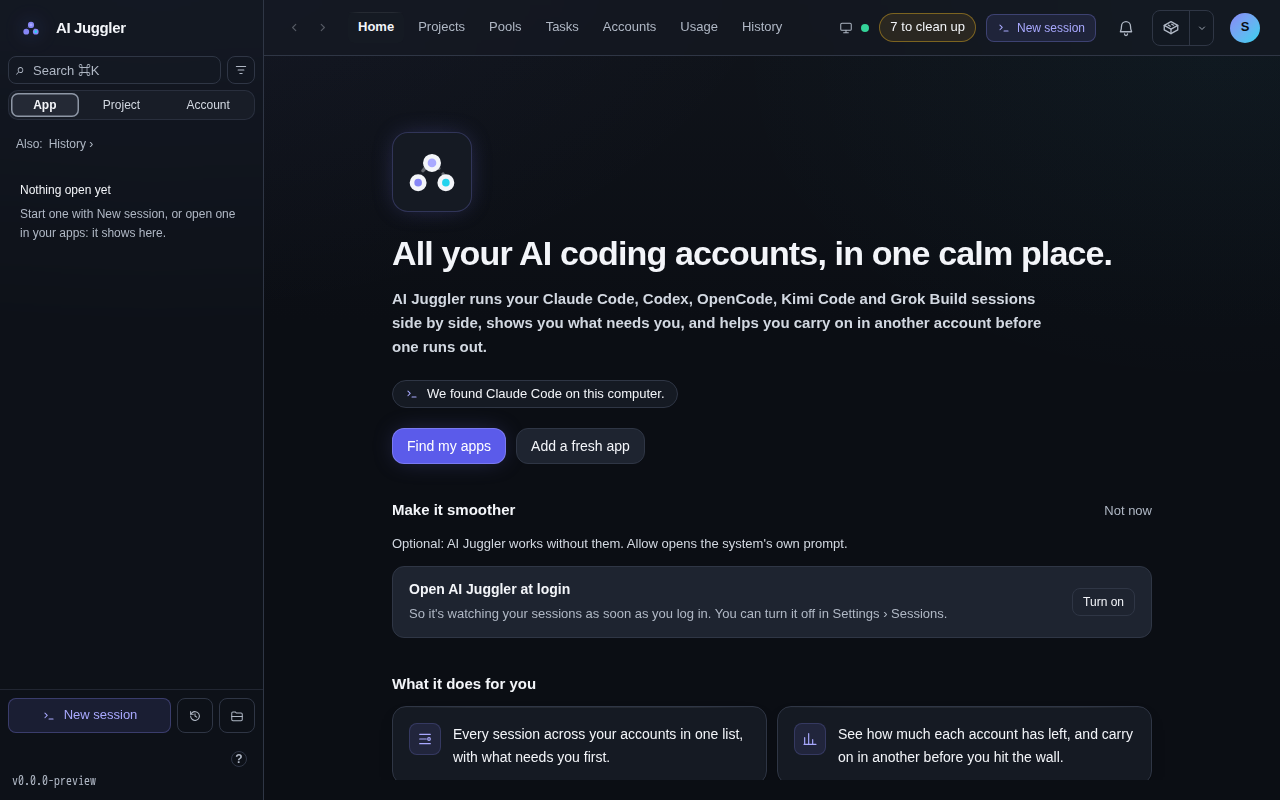 AI Juggler
Search ⌘K
App
Project
Account
Also: History ›
Nothing open yet
Start one with New session, or open one
in your apps: it shows here.
New session
?
v0.0.0-preview
Home
Projects
Pools
Tasks
Accounts
Usage
History
7 to clean up
New session
S
All your AI coding accounts, in one calm place.
AI Juggler runs your Claude Code, Codex, OpenCode, Kimi Code and Grok Build sessions
side by side, shows you what needs you, and helps you carry on in another account before
one runs out.
We found Claude Code on this computer.
Find my apps
Add a fresh app
Make it smoother
Not now
Optional: AI Juggler works without them. Allow opens the system's own prompt.
Open AI Juggler at login
So it's watching your sessions as soon as you log in. You can turn it off in Settings › Sessions.
Turn on
What it does for you
Every session across your accounts in one list,
with what needs you first.
See how much each account has left, and carry
on in another before you hit the wall.